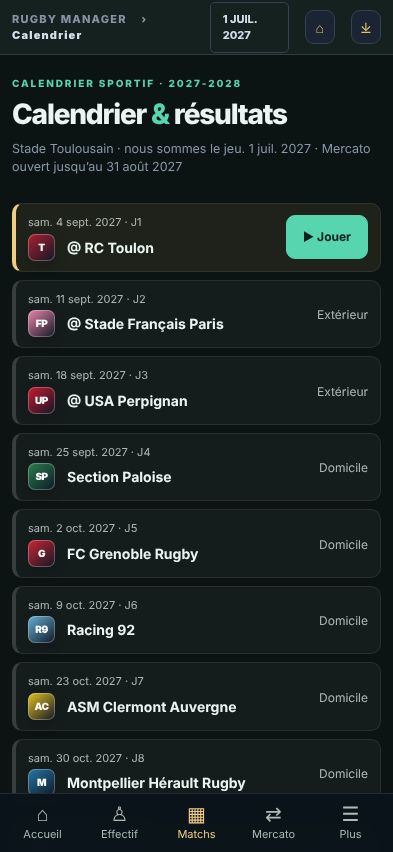 RUGBY MANAGER ›
Calendrier
1 JUIL.
2027
CALENDRIER SPORTIF · 2027-2028
Calendrier & résultats
Stade Toulousain · nous sommes le jeu. 1 juil. 2027 · Mercato
ouvert jusqu'au 31 août 2027
sam. 4 sept. 2027 · J1
T @ RC Toulon
▶ Jouer
sam. 11 sept. 2027 · J2
FP @ Stade Français Paris
Extérieur
sam. 18 sept. 2027 · J3
UP @ USA Perpignan
Extérieur
sam. 25 sept. 2027 · J4
SP Section Paloise
Domicile
sam. 2 oct. 2027 · J5
G FC Grenoble Rugby
Domicile
sam. 9 oct. 2027 · J6
R9 Racing 92
Domicile
sam. 23 oct. 2027 · J7
AC ASM Clermont Auvergne
Domicile
sam. 30 oct. 2027 · J8
M Montpellier Hérault Rugby
Domicile
Accueil Effectif Matchs Mercato Plus